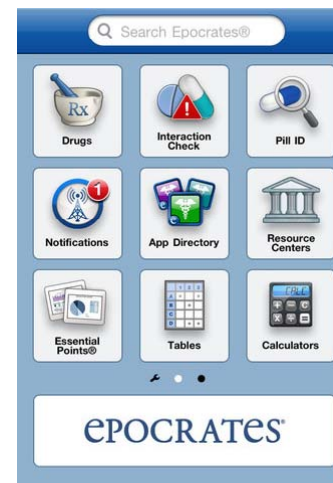 Search Epocrates®
Rx
Drugs
Interaction
Check
Pill ID
1
Notifications
App Directory
Resource
Centers
Essential
Points®
Tables
CALC
Calculators
epocrates®